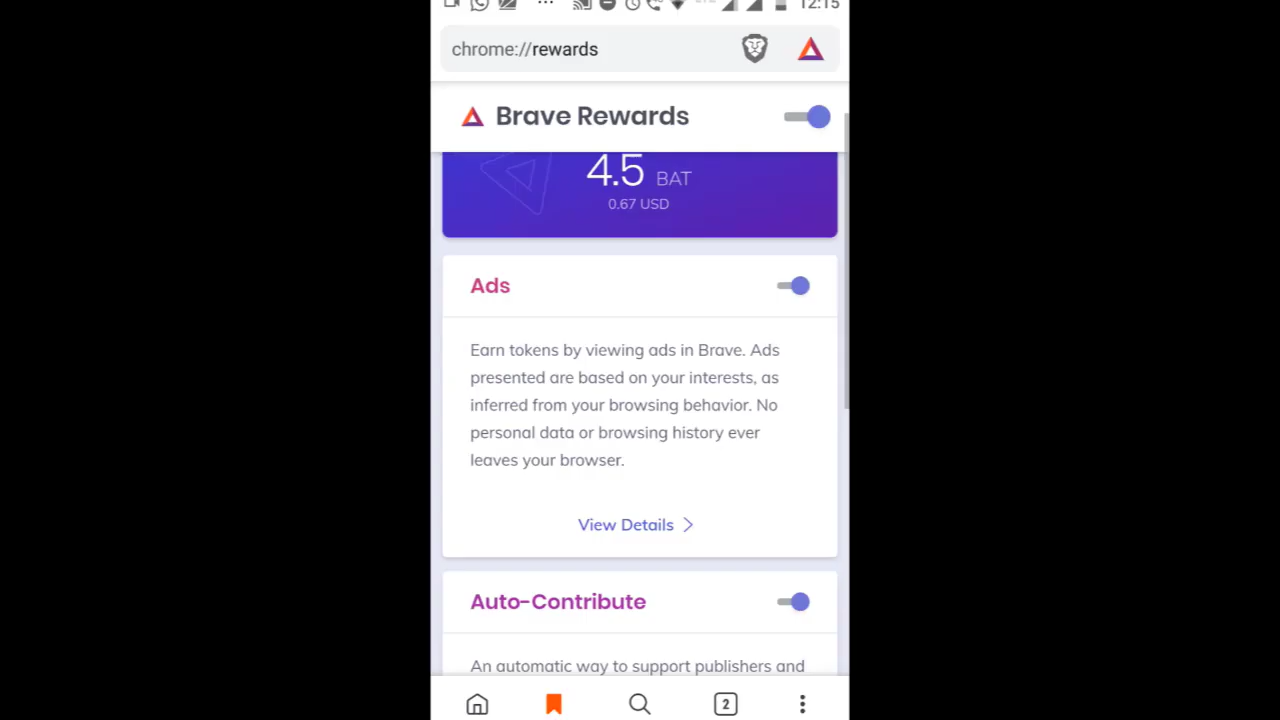 12:15
chrome://rewards
Brave Rewards
4.5 BAT
0.67 USD
Ads
Earn tokens by viewing ads in Brave. Ads
presented are based on your interests, as
inferred from your browsing behavior. No
personal data or browsing history ever
leaves your browser.
View Details
Auto-Contribute
An automatic way to support publishers and
2